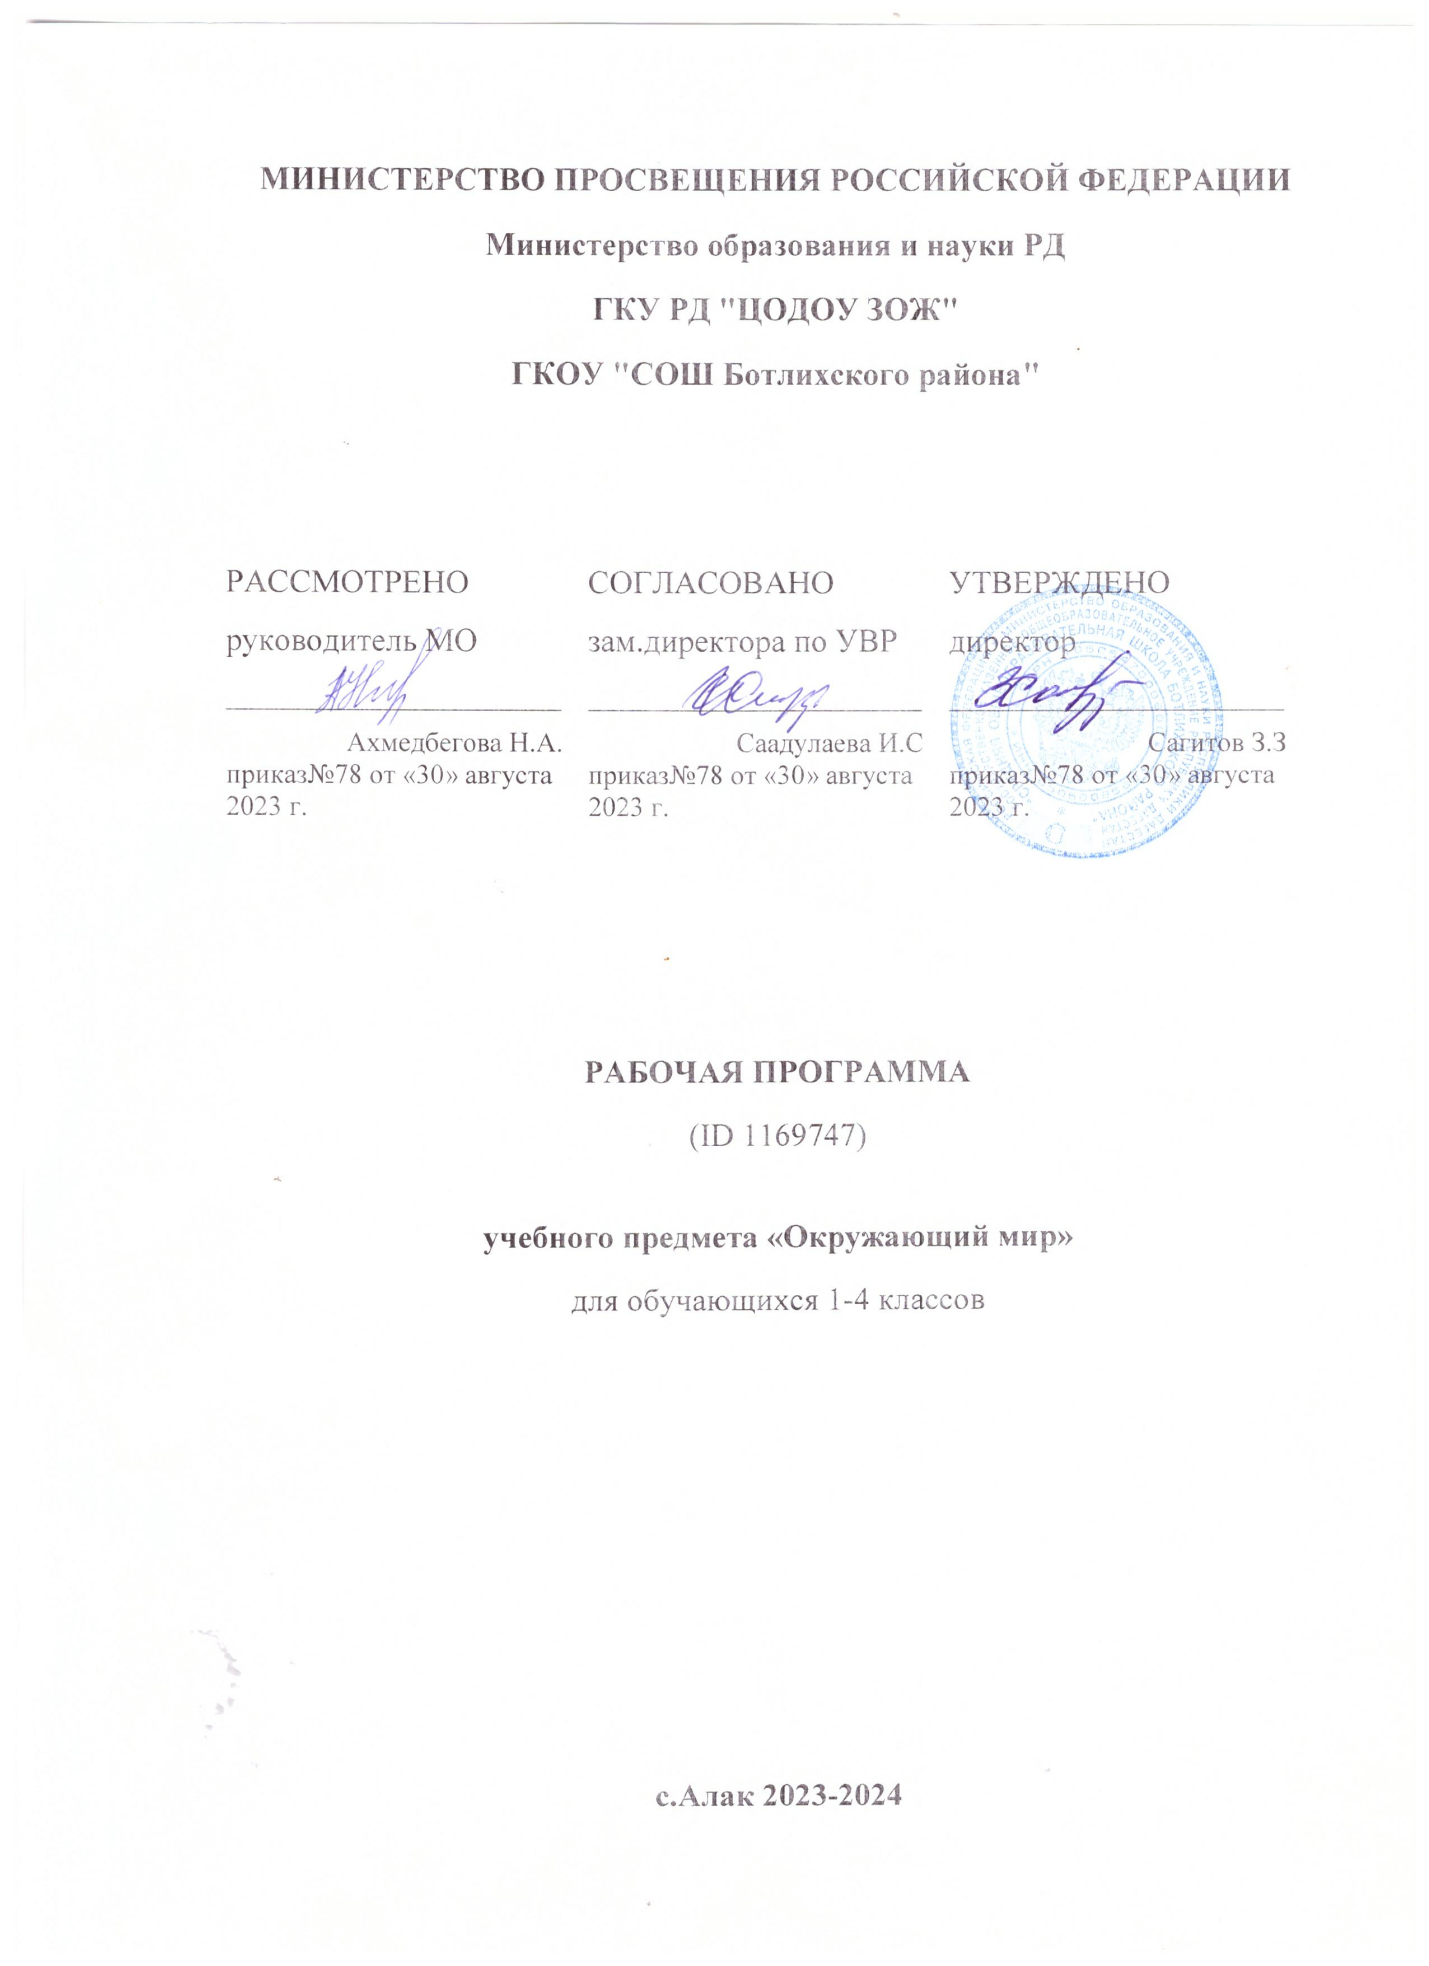 МИНИСТЕРСТВО ПРОСВЕЩЕНИЯ РОССИЙСКОЙ ФЕДЕРАЦИИ
Министерство образования и науки РД
ГКУ РД "ЦОДОУ ЗОЖ"
ГКОУ "СОШ Ботлихского района"
РАССМОТРЕНО
руководитель МО
Ахмедбегова Н.А.
приказ№78 от «30» августа
2023 г.
СОГЛАСОВАНО
зам.директора по УВР
Саадулаева И.С
приказ№78 от «30» августа
2023 г.
УТВЕРЖДЕНО
директор
Сагитов З.З
приказ№78 от «30» августа
2023 г.
РАБОЧАЯ ПРОГРАММА
(ID 1169747)
учебного предмета «Окружающий мир»
для обучающихся 1-4 классов
с.Алак 2023-2024